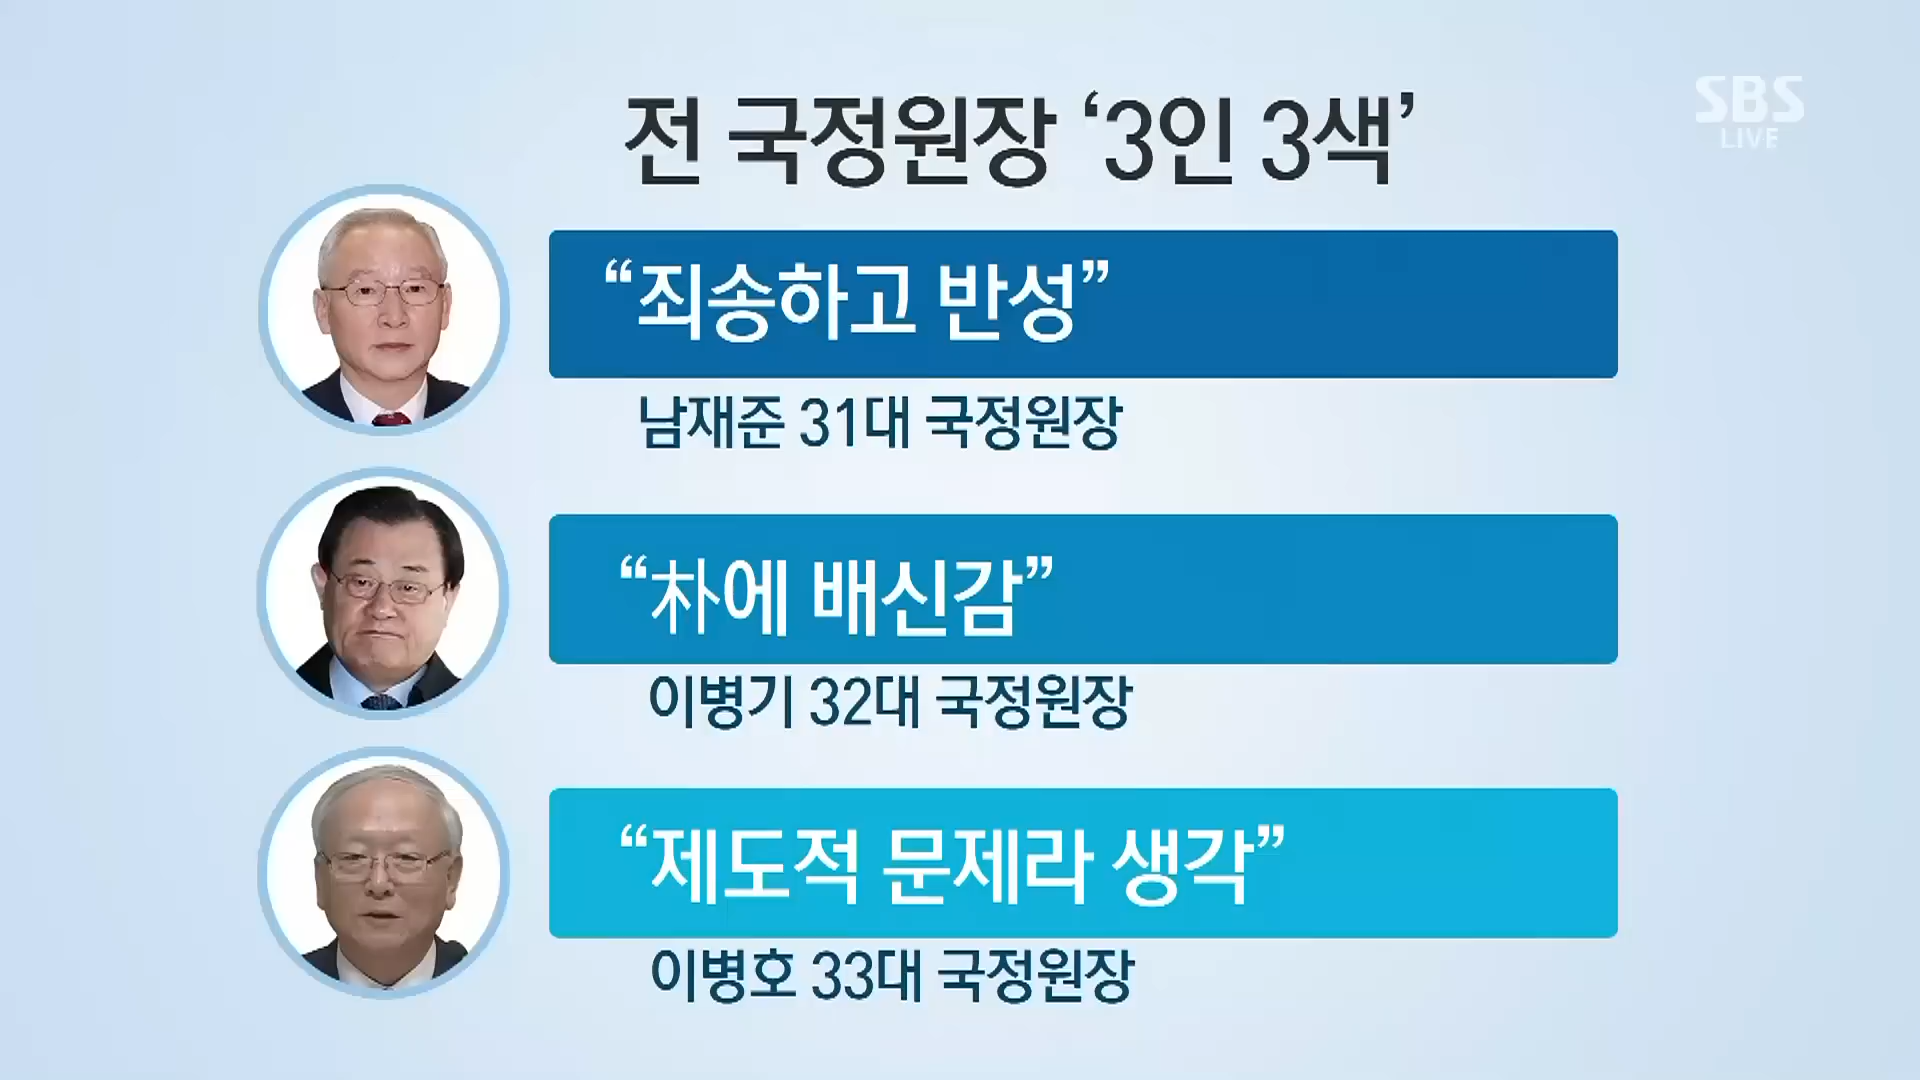 전 국정원장 ‘3인 3색’
SBS
LIVE
“죄송하고 반성”
남재준 31대 국정원장
“朴에 배신감”
이병기 32대 국정원장
“제도적 문제라 생각”
이병호 33대 국정원장